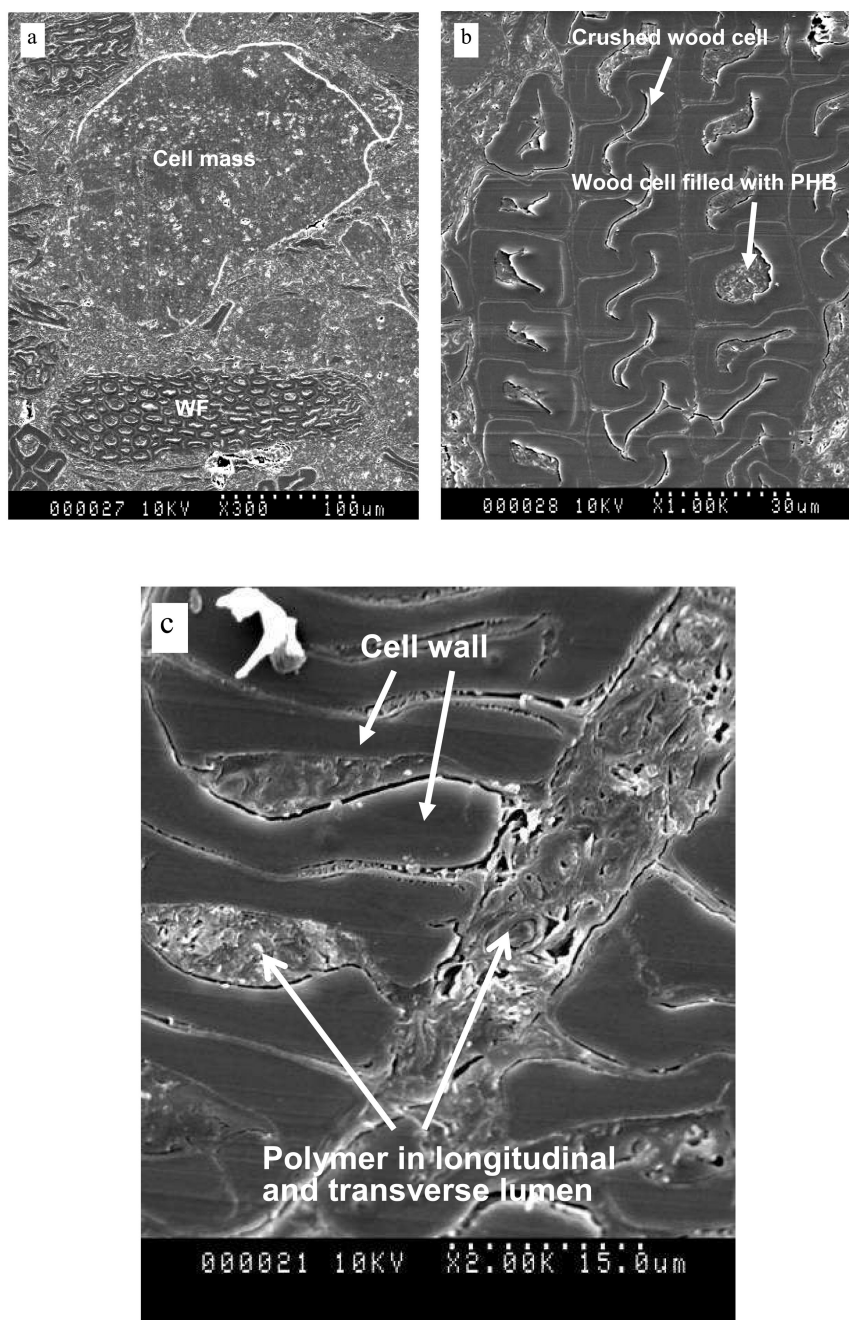 a
Cell mass
WF
000027 10KV X300 100um
b
Crushed wood cell
Wood cell filled with PHB
000028 10KV X1.00K 30um
c
Cell wall
Polymer in longitudinal
and transverse lumen
000021 10KV X2.00K 15.0um